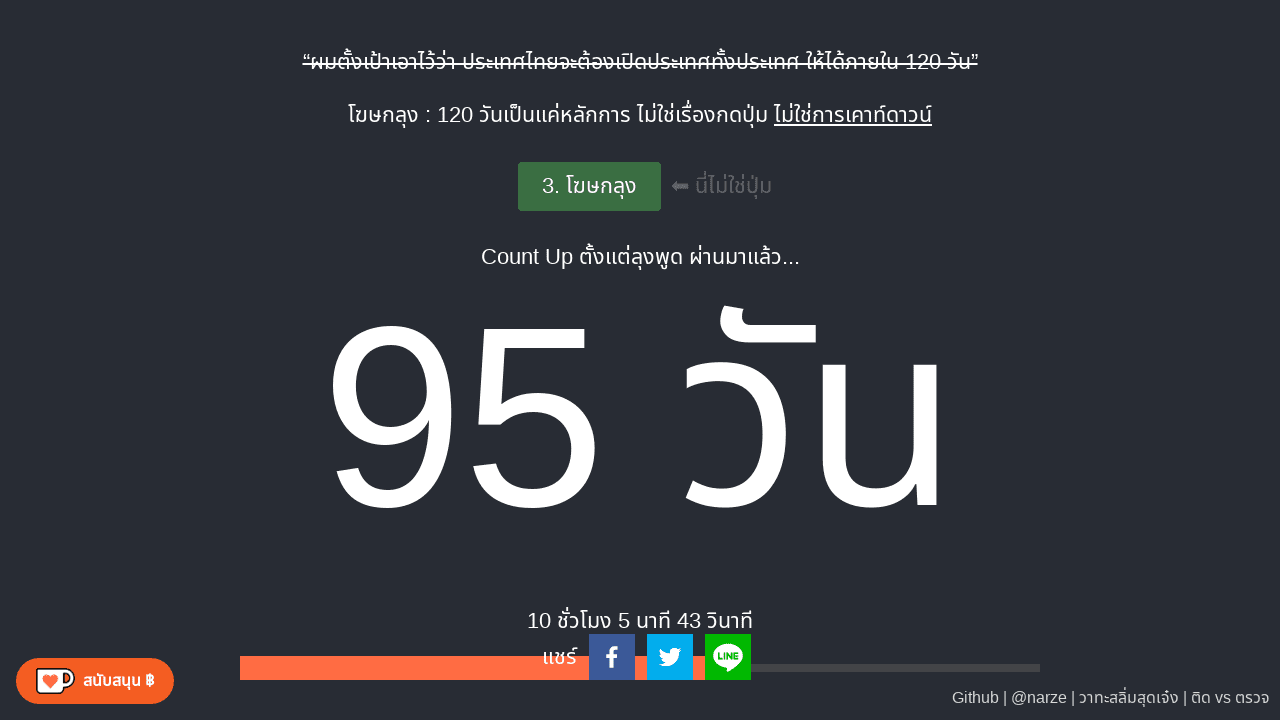 “ผมตั้งเป้าเอาไว้ว่า ประเทศไทยจะต้องเปิดประเทศทั้งประเทศ ให้ได้ภายใน 120 วัน”
โฆษกลุง : 120 วันเป็นแค่หลักการ ไม่ใช่เรื่องกดปุ่ม ไม่ใช่การเคาท์ดาวน์
3. โฆษกลุง ⬅ นี่ไม่ใช่ปุ่ม
Count Up ตั้งแต่ลุงพูด ผ่านมาแล้ว...
95 วัน
10 ชั่วโมง 5 นาที 43 วินาที
แชร์
LINE
สนับสนุน ฿
Github | @narze | วาทะสลิ่มสุดเจ๋ง | ติด vs ตรวจ